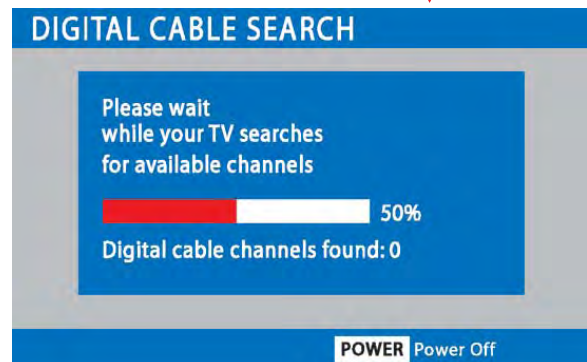 DIGITAL CABLE SEARCH
Please wait
while your TV searches
for available channels
50%
Digital cable channels found: 0
POWER Power Off